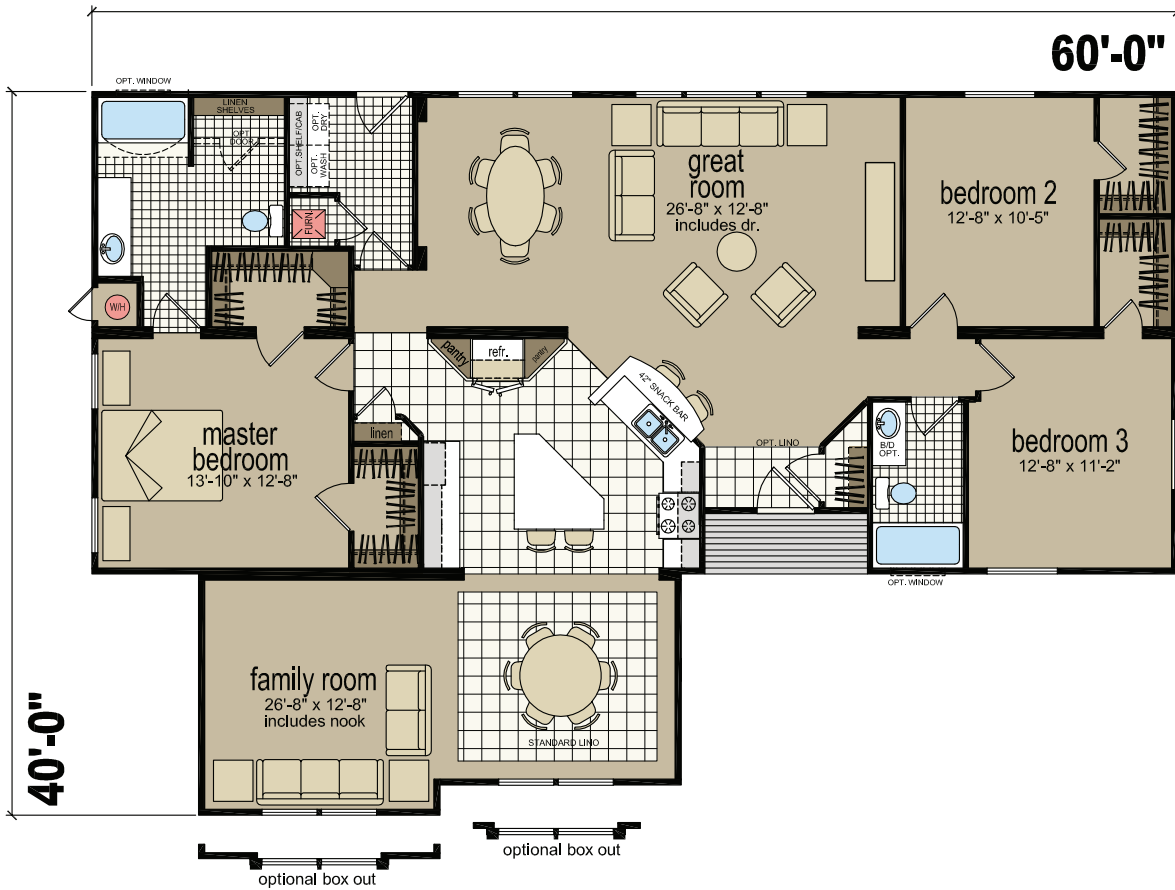 60'-0"
OPT. WINDOW
LINEN
SHELVES
OPT.
DOOR
OPT.SHELF/CAB
OPT.
DRY
OPT.
WASH
FURN.
great
room
26'-8" x 12'-8"
includes dr.
bedroom 2
12'-8" x 10'-5"
W/H
pantry
refr.
pantry
42" SNACK BAR
linen
master
bedroom
13'-10" x 12'-8"
OPT. LINO
B/D
OPT.
bedroom 3
12'-8" x 11'-2"
OPT. WINDOW
family room
26'-8" x 12'-8"
includes nook
STANDARD LINO
40'-0"
optional box out
optional box out